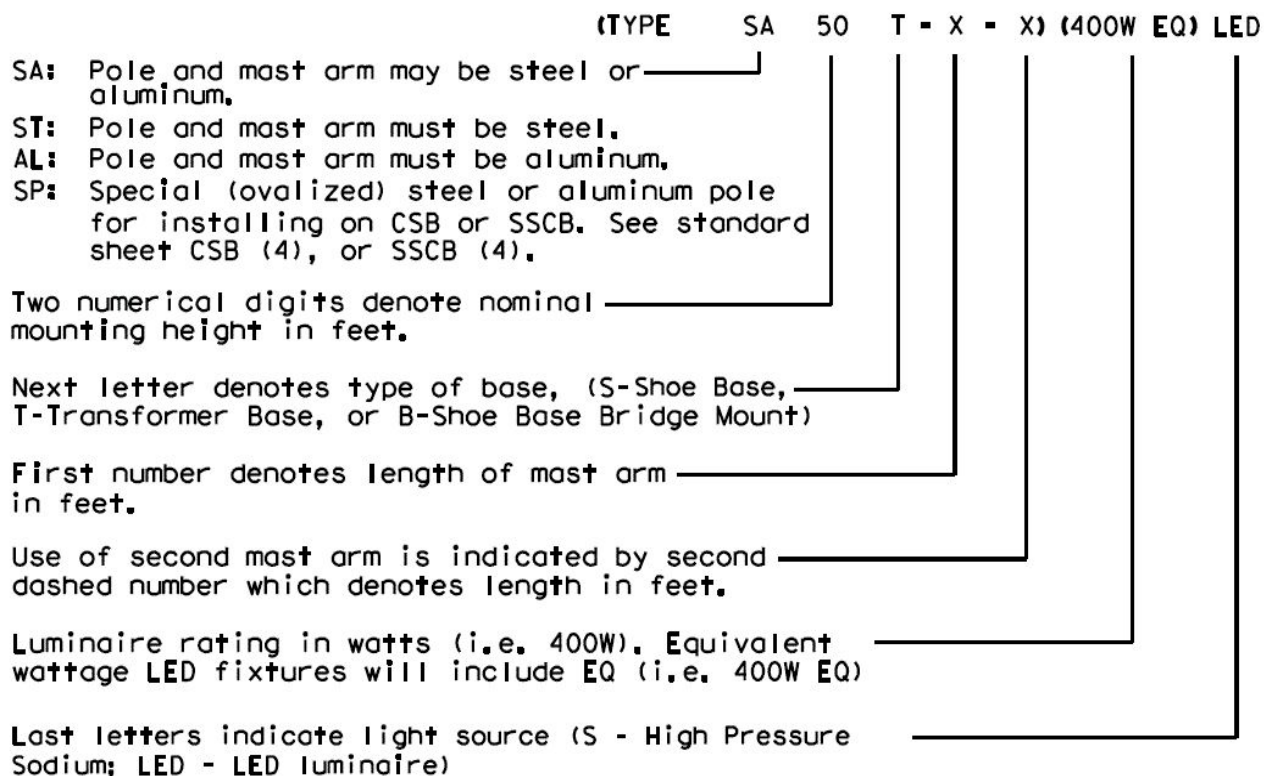 (TYPE SA 50 T - X - X) (400W EQ) LED
SA: Pole and mast arm may be steel or
aluminum.
ST: Pole and mast arm must be steel.
AL: Pole and mast arm must be aluminum.
SP: Special (ovalized) steel or aluminum pole
for installing on CSB or SSCB. See standard
sheet CSB (4), or SSCB (4).
Two numerical digits denote nominal
mounting height in feet.
Next letter denotes type of base, (S-Shoe Base,
T-Transformer Base, or B-Shoe Base Bridge Mount)
First number denotes length of mast arm
in feet.
Use of second mast arm is indicated by second
dashed number which denotes length in feet.
Luminaire rating in watts (i.e. 400W). Equivalent
wattage LED fixtures will include EQ (i.e. 400W EQ)
Last letters indicate light source (S - High Pressure
Sodium; LED - LED luminaire)